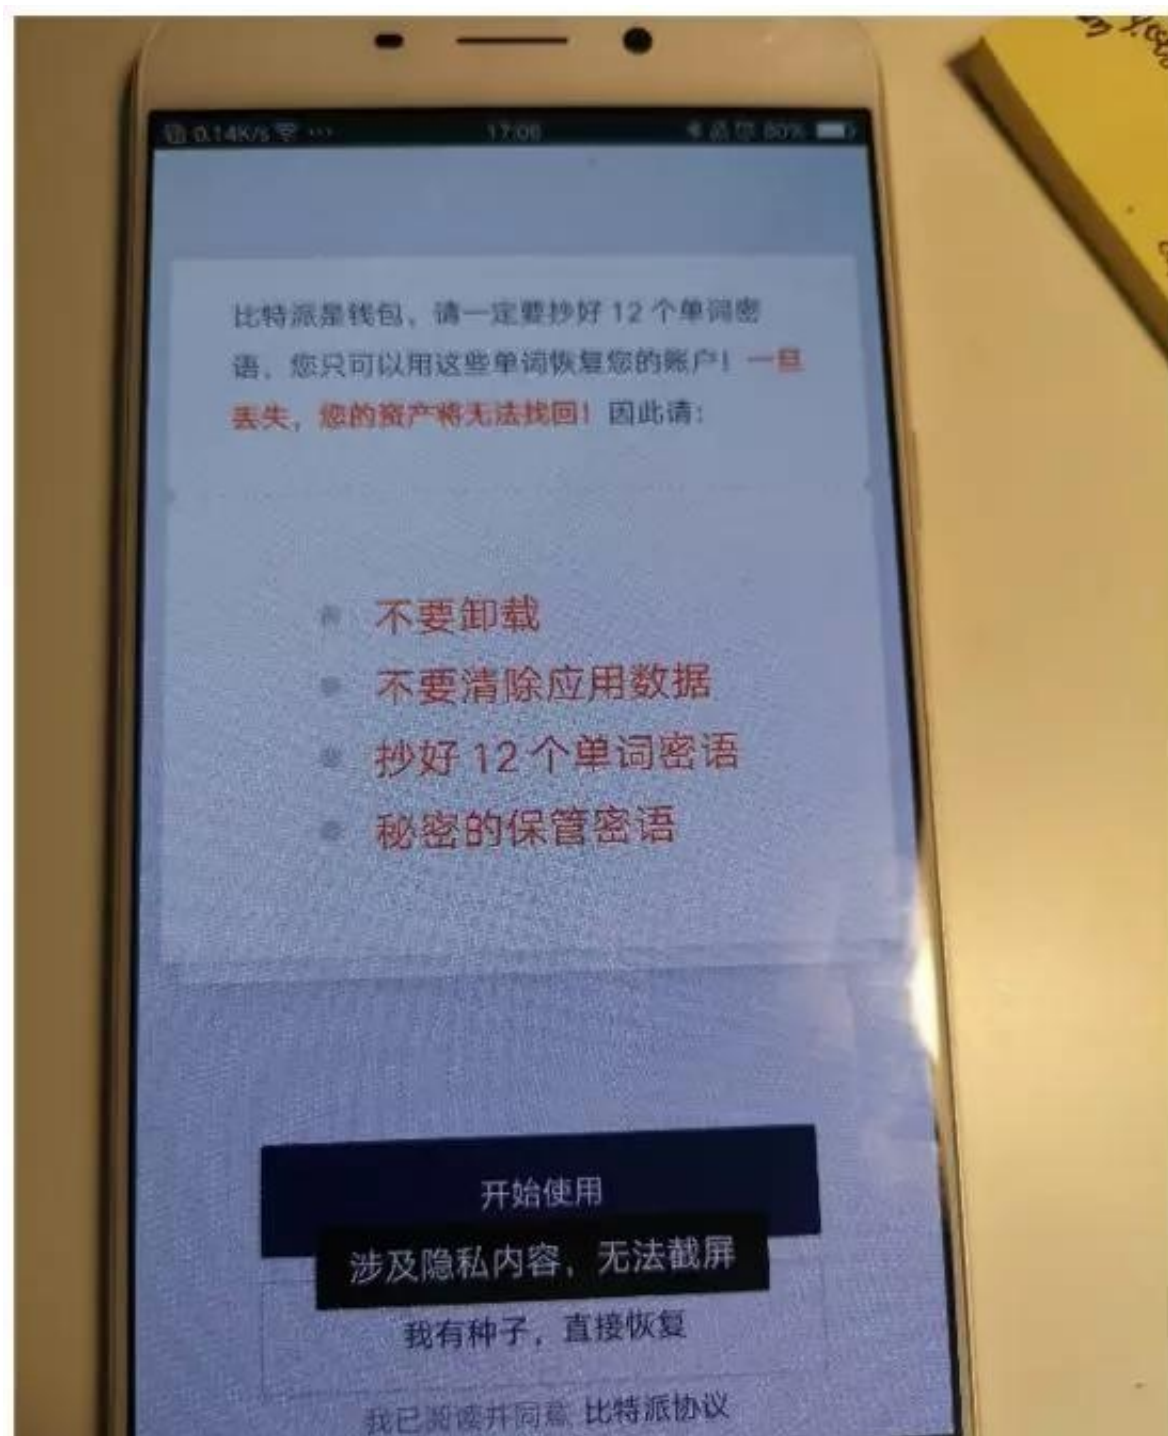 0.14K/s ··· 17:06 80%
比特派是钱包，请一定要抄好 12 个单词密
语，您只可以用这些单词恢复您的账户！一旦
丢失，您的资产将无法找回！因此请：
不要卸载
不要清除应用数据
抄好 12 个单词密语
秘密的保管密语
开始使用
涉及隐私内容，无法截屏
我有种子，直接恢复
我已阅读并同意 比特派协议